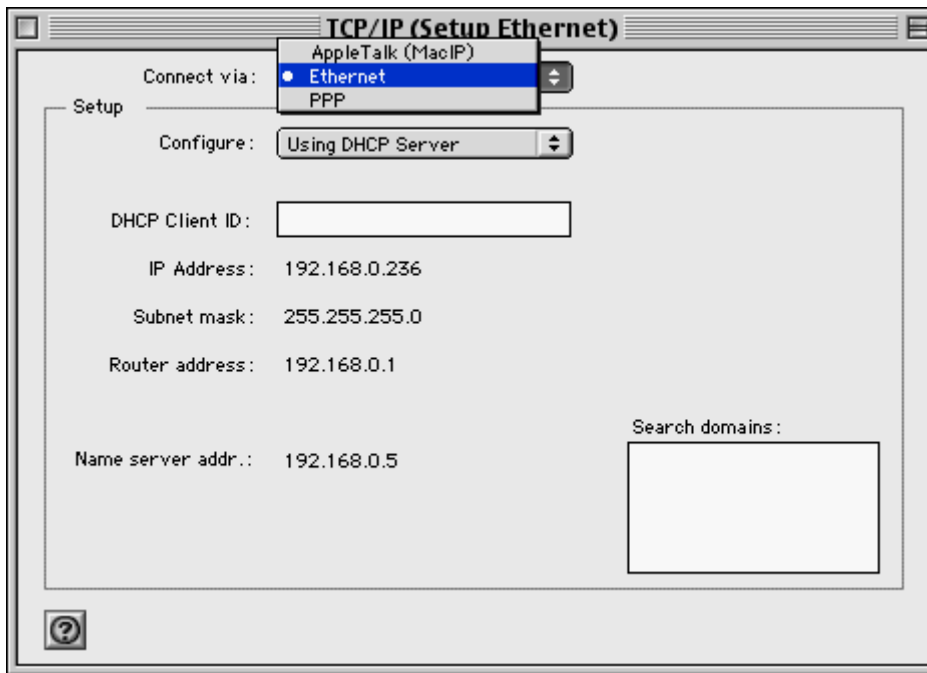 TCP/IP (Setup Ethernet)
AppleTalk (MacIP)
Connect via: Ethernet
PPP
Setup
Configure: Using DHCP Server
DHCP Client ID:
IP Address: 192.168.0.236
Subnet mask: 255.255.255.0
Router address: 192.168.0.1
Search domains:
Name server addr.: 192.168.0.5
?